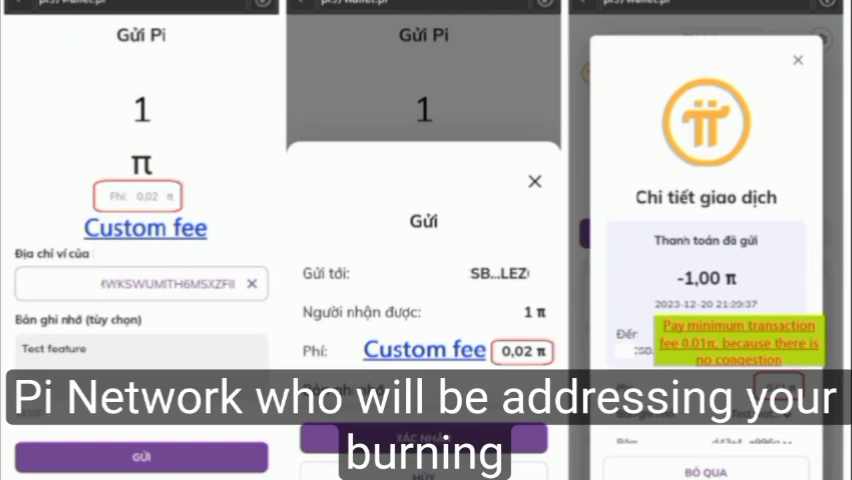 Gửi Pi
1
π
Phí: 0,02 π
Custom fee
Địa chỉ ví của
WKSWUMITH6MSXZFII
Bản ghi nhớ (tùy chọn)
Test feature
GỬI
Gửi Pi
1
Gửi
Gửi tới: SB...LEZ
Người nhận được: 1 π
Phí: Custom fee 0,02 π
XÁC NHẬN
HỦY
Chi tiết giao dịch
Thanh toán đã gửi
-1,00 π
2023-12-20 21:29:37
Đến
Pay minimum transaction
fee 0.01π, because there is
no congestion
BỎ QUA
Pi Network who will be addressing your
burning